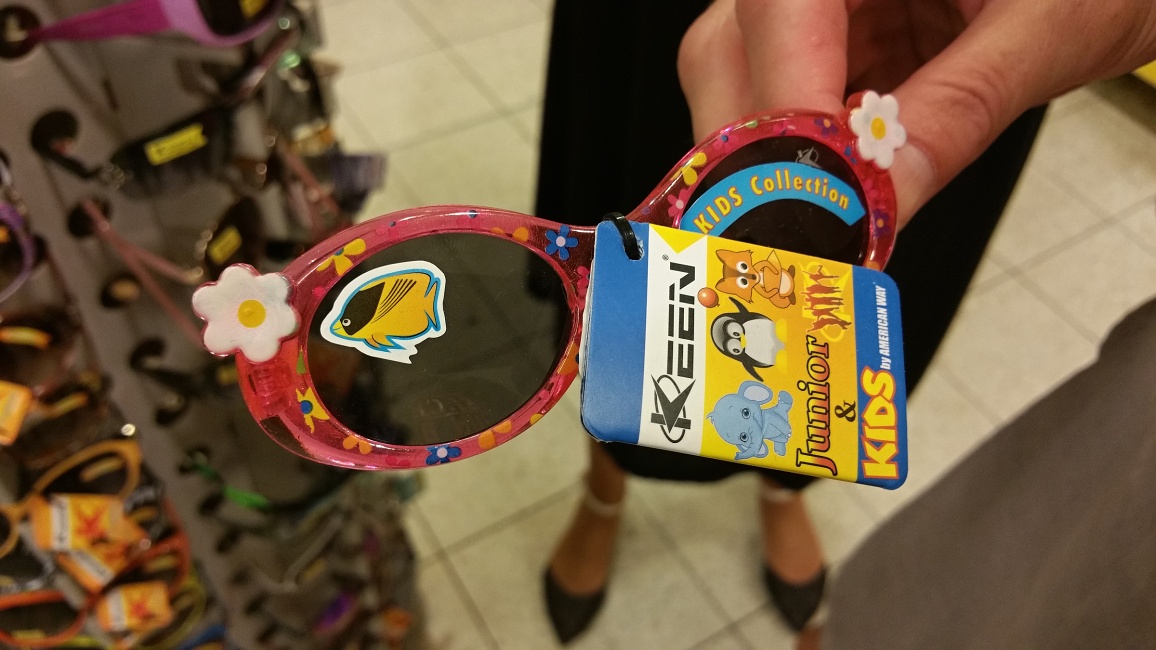 KIDS Collection
KEEN®
Junior
&
KIDS
by AMERICAN WAY